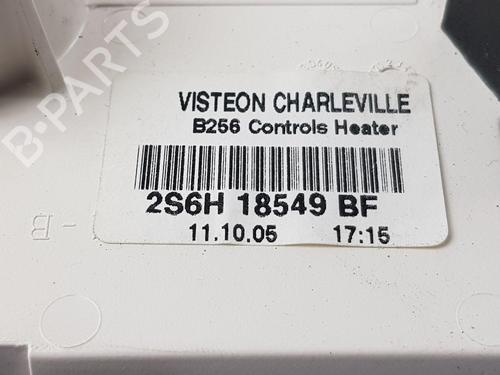 B-PARTS
VISTEON CHARLEVILLE
B256 Controls Heater
2S6H 18549 BF
11.10.05 17:15
- B